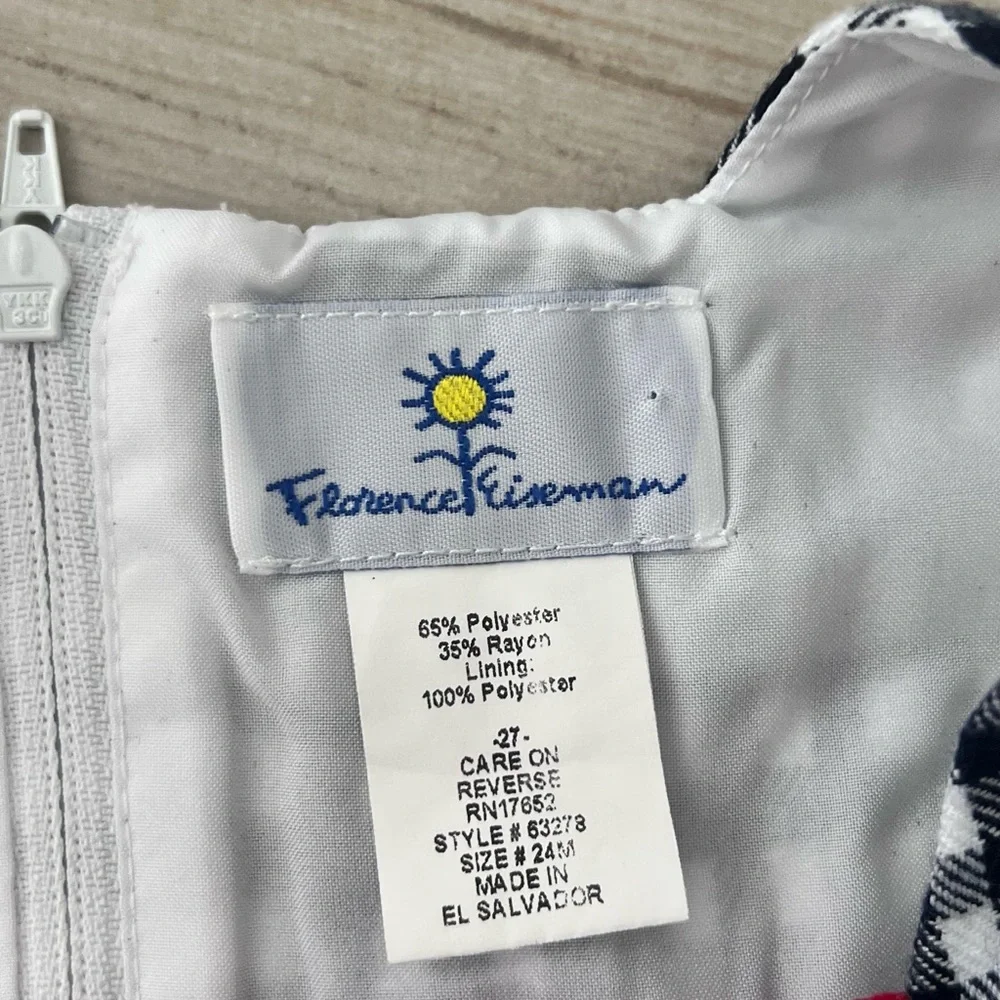 YKK
Florence Eiseman
65% Polyester
35% Rayon
Lining:
100% Polyester
-27-
CARE ON
REVERSE
RN17652
STYLE # 63278
SIZE # 24M
MADE IN
EL SALVADOR